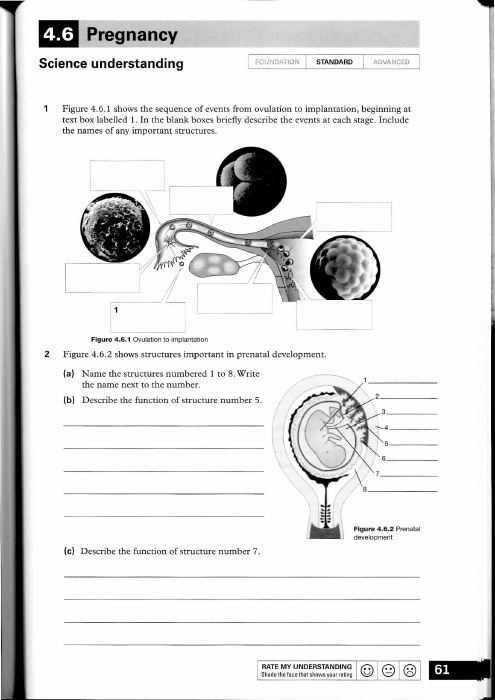 4.6 Pregnancy
Science understanding
FOUNDATION STANDARD ADVANCED
1 Figure 4.6.1 shows the sequence of events from ovulation to implantation, beginning at
text box labelled 1. In the blank boxes briefly describe the events at each stage. Include
the names of any important structures.
1
Figure 4.6.1 Ovulation to implantation
2 Figure 4.6.2 shows structures important in prenatal development.
(a) Name the structures numbered 1 to 8. Write
the name next to the number.
(b) Describe the function of structure number 5.
1
2
3
4
5
6
7
8
Figure 4.6.2 Prenatal
development
(c) Describe the function of structure number 7.
RATE MY UNDERSTANDING
Shade the face that shows your rating
61